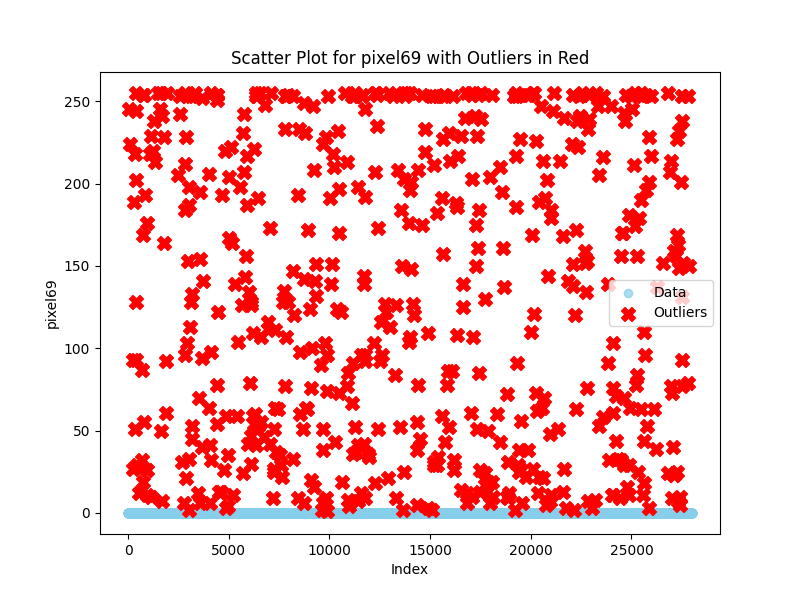 Scatter Plot for pixel69 with Outliers in Red
pixel69
250
200
150
100
50
0
Data
Outliers
0 5000 10000 15000 20000 25000
Index